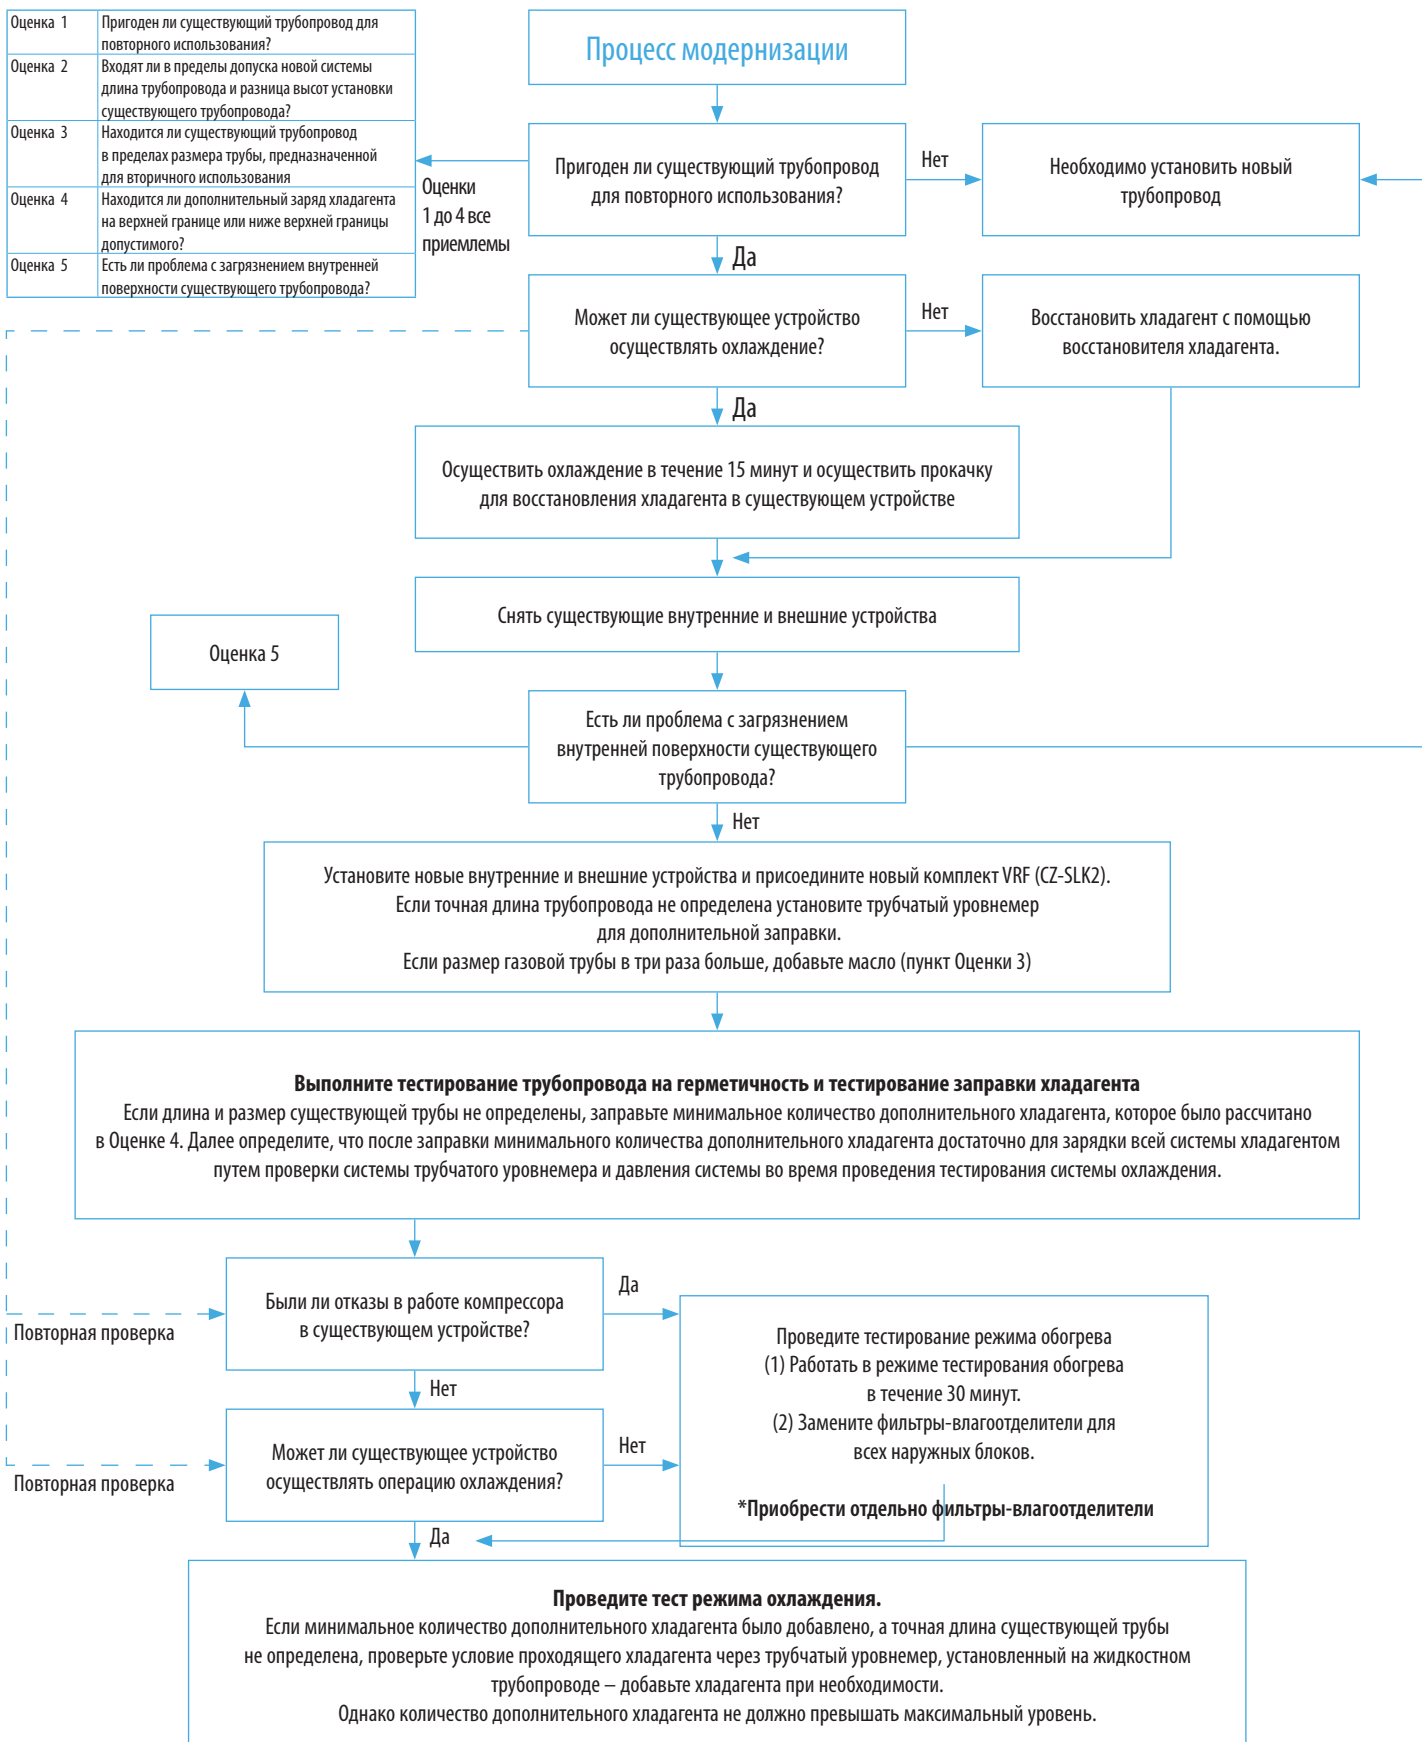 Оценка 1
Пригоден ли существующий трубопровод для
повторного использования?
Оценка 2
Входят ли в пределы допуска новой системы
длина трубопровода и разница высот установки
существующего трубопровода?
Оценка 3
Находится ли существующий трубопровод
в пределах размера трубы, предназначенной
для вторичного использования
Оценка 4
Находится ли дополнительный заряд хладагента
на верхней границе или ниже верхней границы
допустимого?
Оценка 5
Есть ли проблема с загрязнением внутренней
поверхности существующего трубопровода?
Процесс модернизации
Оценки
1 до 4 все
приемлемы
Пригоден ли существующий трубопровод
для повторного использования?
Нет
Необходимо установить новый
трубопровод
Да
Может ли существующее устройство
осуществлять охлаждение?
Нет
Восстановить хладагент с помощью
восстановителя хладагента.
Да
Осуществить охлаждение в течение 15 минут и осуществить прокачку
для восстановления хладагента в существующем устройстве
Снять существующие внутренние и внешние устройства
Оценка 5
Есть ли проблема с загрязнением
внутренней поверхности существующего
трубопровода?
Нет
Установите новые внутренние и внешние устройства и присоедините новый комплект VRF (CZ-SLK2).
Если точная длина трубопровода не определена установите трубчатый уровнемер
для дополнительной заправки.
Если размер газовой трубы в три раза больше, добавьте масло (пункт Оценки 3)
Выполните тестирование трубопровода на герметичность и тестирование заправки хладагента
Если длина и размер существующей трубы не определены, заправьте минимальное количество дополнительного хладагента, которое было рассчитано
в Оценке 4. Далее определите, что после заправки минимального количества дополнительного хладагента достаточно для зарядки всей системы хладагентом
путем проверки системы трубчатого уровнемера и давления системы во время проведения тестирования системы охлаждения.
Повторная проверка
Были ли отказы в работе компрессора
в существующем устройстве?
Да
Нет
Проведите тестирование режима обогрева
(1) Работать в режиме тестирования обогрева
в течение 30 минут.
(2) Замените фильтры-влагоотделители для
всех наружных блоков.
*Приобрести отдельно фильтры-влагоотделители
Повторная проверка
Может ли существующее устройство
осуществлять операцию охлаждения?
Нет
Да
Проведите тест режима охлаждения.
Если минимальное количество дополнительного хладагента было добавлено, а точная длина существующей трубы
не определена, проверьте условие проходящего хладагента через трубчатый уровнемер, установленный на жидкостном
трубопроводе – добавьте хладагента при необходимости.
Однако количество дополнительного хладагента не должно превышать максимальный уровень.